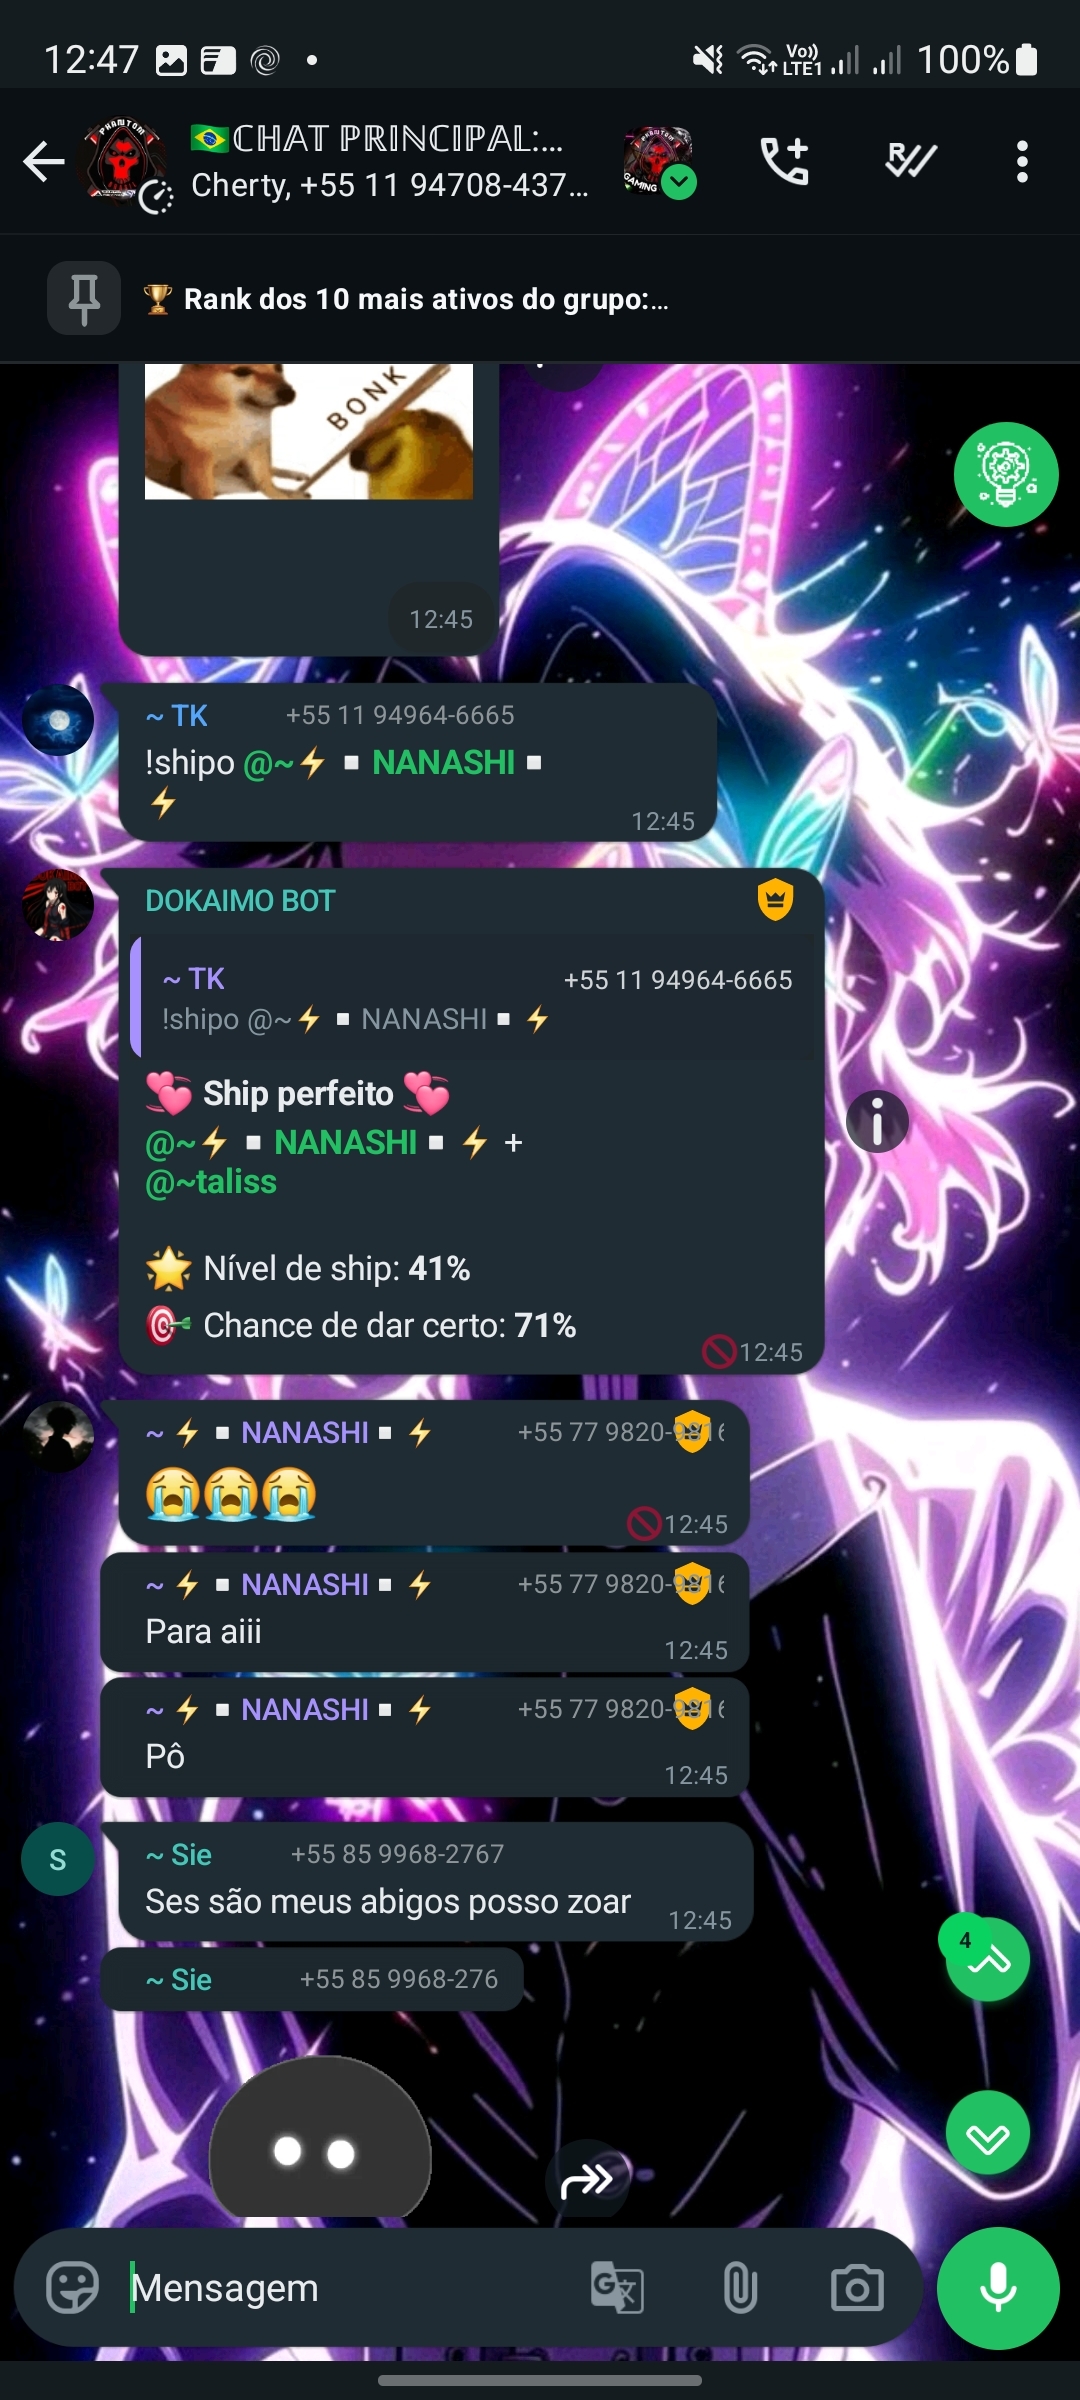 12:47
Vo)) LTE1 100%
PHANTOM
🇧🇷ℂℍ𝔸𝕋 ℙℝ𝕀ℕℂ𝕀ℙ𝔸𝕃:...
Cherty, +55 11 94708-437...
PHANTOM
GAMING
R
🏆 Rank dos 10 mais ativos do grupo:...
BONK
12:45
~ TK +55 11 94964-6665
!shipo @~⚡▫️NANASHI▫️
⚡
12:45
DOKAIMO BOT
~ TK +55 11 94964-6665
!shipo @~⚡▫️NANASHI▫️⚡
💞 Ship perfeito 💞
@~⚡▫️NANASHI▫️⚡ +
@~taliss
🌟 Nível de ship: 41%
🎯 Chance de dar certo: 71%
🚫12:45
~ ⚡▫️NANASHI▫️⚡ +55 77 9820-9816
😭😭😭
🚫12:45
~ ⚡▫️NANASHI▫️⚡ +55 77 9820-9816
Para aiii
12:45
~ ⚡▫️NANASHI▫️⚡ +55 77 9820-9816
Pô
12:45
S
~ Sie +55 85 9968-2767
Ses são meus abigos posso zoar
12:45
~ Sie +55 85 9968-276
4
Mensagem